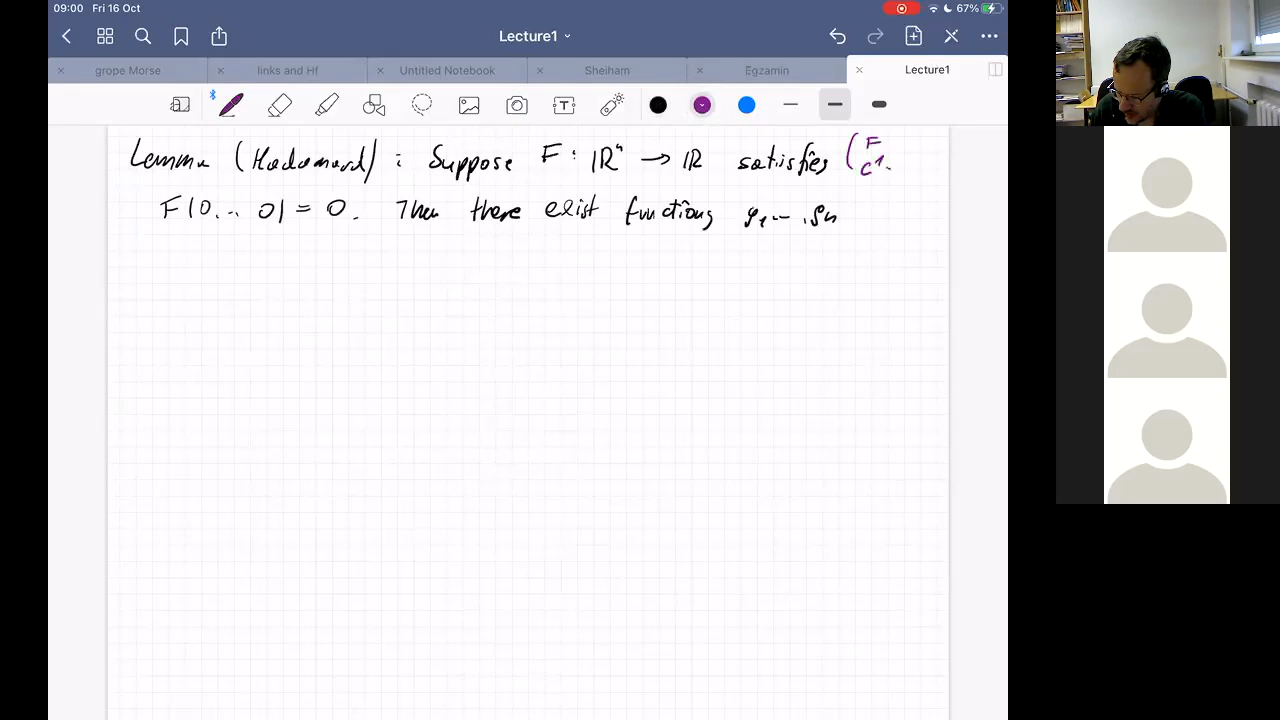 09:00 Fri 16 Oct
67%
Lecture1
grope Morse
links and Hf
Untitled Notebook
Sheiham
Egzamin
Lecture1
Lemma (Hadamard) : Suppose F : ℝⁿ → ℝ satisfies (F C¹.
F(0... 0) = 0. Then there exist functions g₁ ... , gₙ